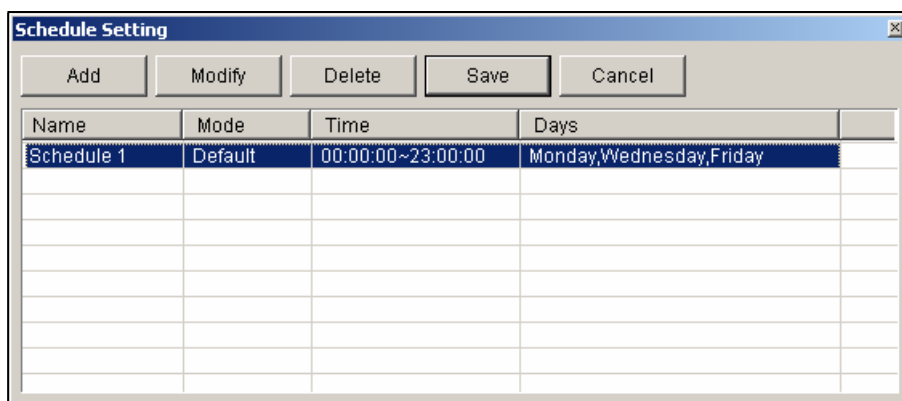 Schedule Setting
Add Modify Delete Save Cancel
Name Mode Time Days
Schedule 1 Default 00:00:00~23:00:00 Monday,Wednesday,Friday